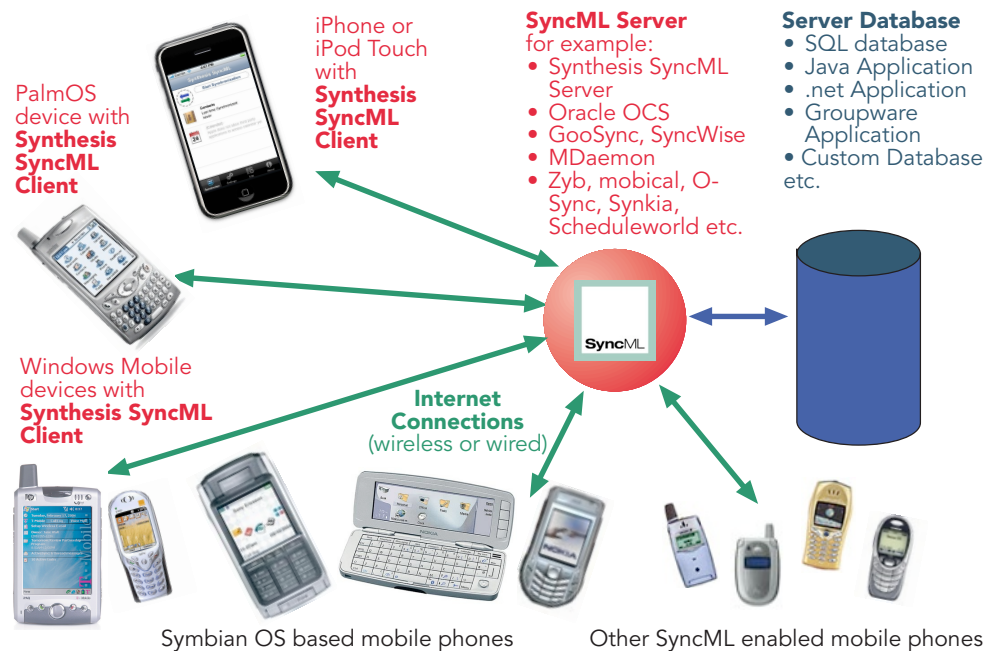 iPhone or
iPod Touch
with
Synthesis
SyncML
Client
SyncML Server
for example:
• Synthesis SyncML
Server
• Oracle OCS
• GooSync, SyncWise
• MDaemon
• Zyb, mobical, O-
Sync, Synkia,
Scheduleworld etc.
Server Database
• SQL database
• Java Application
• .net Application
• Groupware
Application
• Custom Database
etc.
PalmOS
device with
Synthesis
SyncML
Client
SyncML
Windows Mobile
devices with
Synthesis SyncML
Client
Internet
Connections
(wireless or wired)
NOKIA
Symbian OS based mobile phones
Other SyncML enabled mobile phones